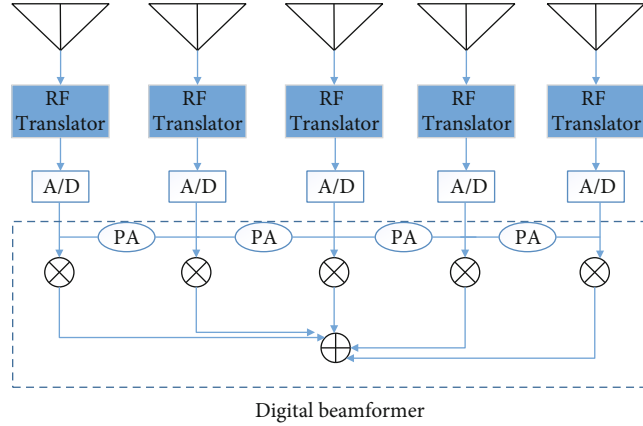 RF RF RF RF RF
Translator Translator Translator Translator Translator
A/D A/D A/D A/D A/D
PA PA PA PA
Digital beamformer